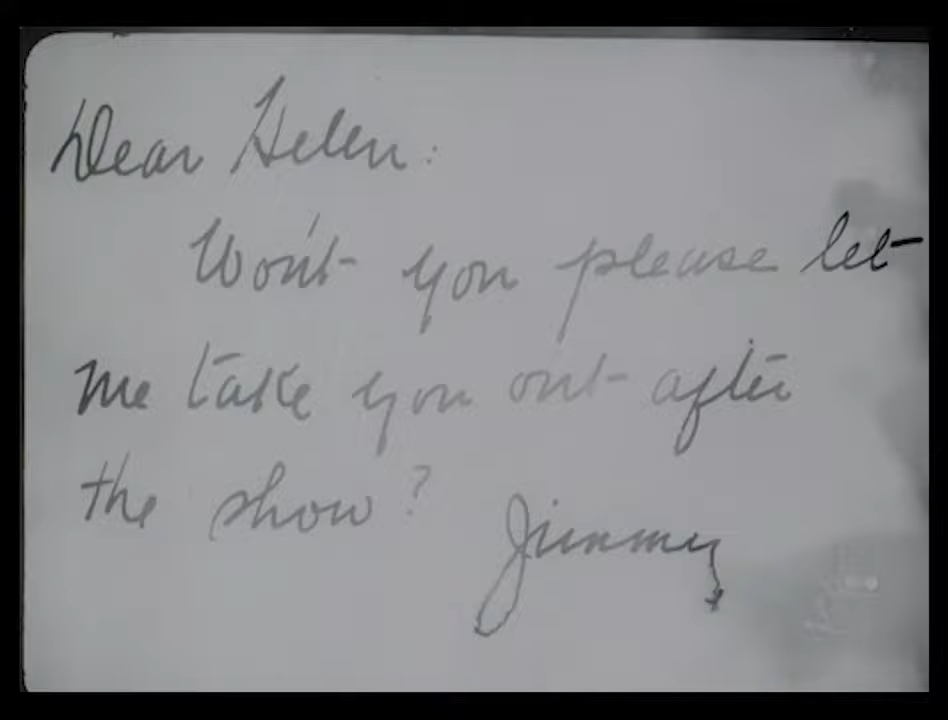 Dear Helen:
Won't you please let
me take you out after
the show?
Jimmy